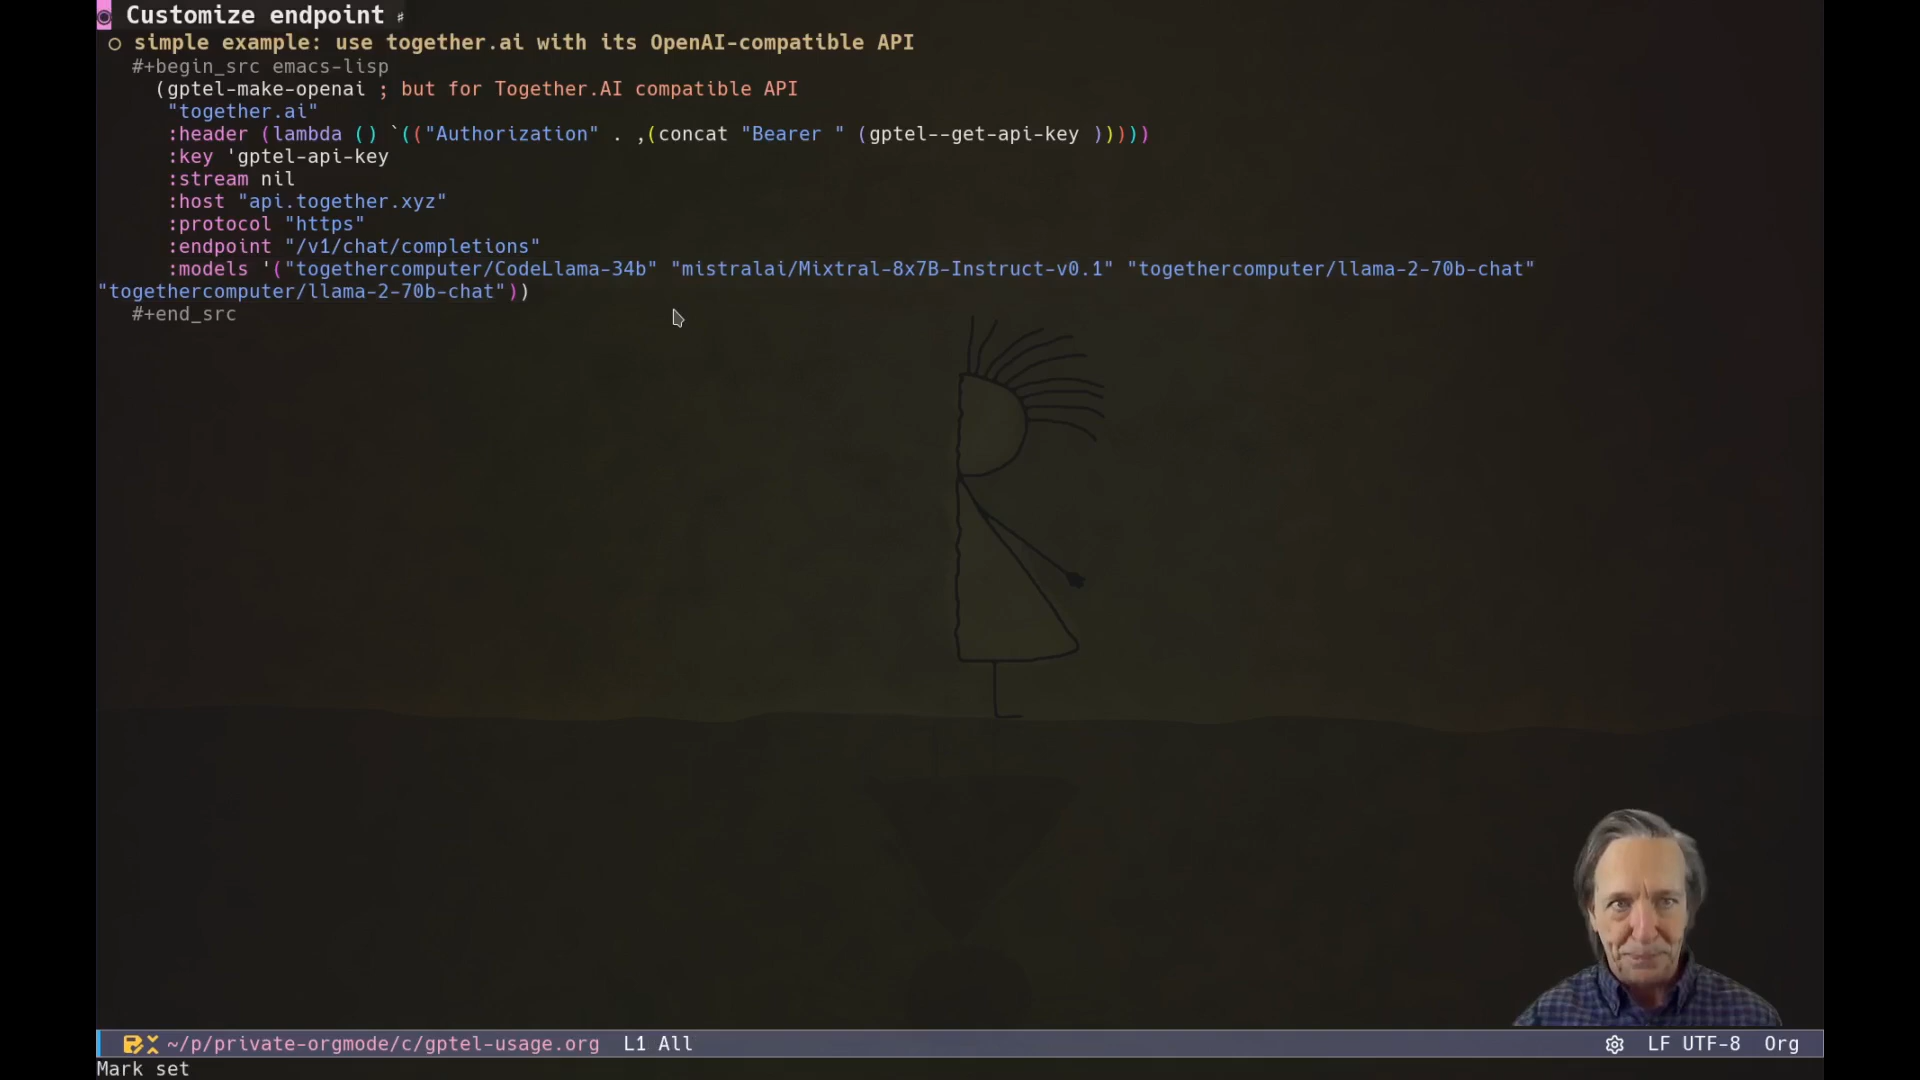 Customize endpoint ♯
simple example: use together.ai with its OpenAI-compatible API
#+begin_src emacs-lisp
(gptel-make-openai ; but for Together.AI compatible API
"together.ai"
:header (lambda () `(("Authorization" . ,(concat "Bearer " (gptel--get-api-key )))))
:key 'gptel-api-key
:stream nil
:host "api.together.xyz"
:protocol "https"
:endpoint "/v1/chat/completions"
:models '("togethercomputer/CodeLlama-34b" "mistralai/Mixtral-8x7B-Instruct-v0.1" "togethercomputer/llama-2-70b-chat"
"togethercomputer/llama-2-70b-chat"))
#+end_src
~/p/private-orgmode/c/gptel-usage.org L1 All LF UTF-8 Org
Mark set